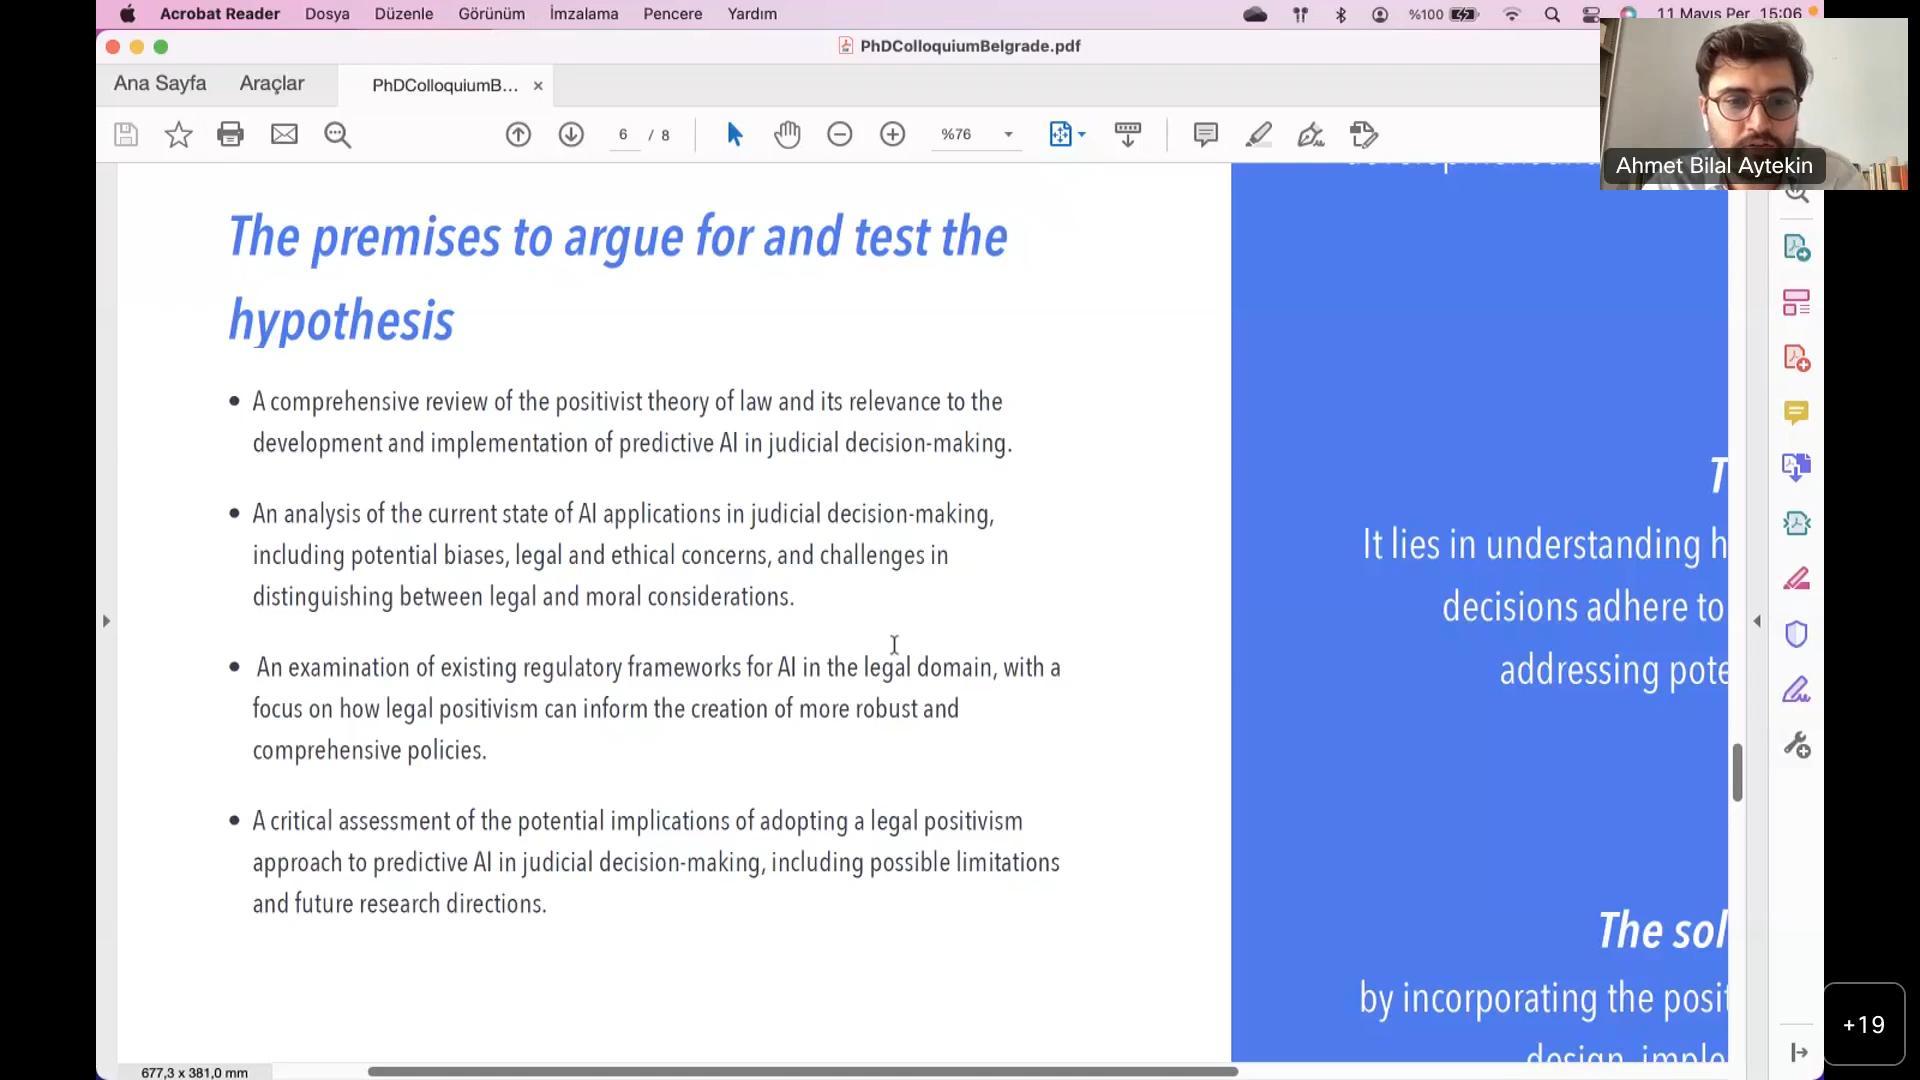 Acrobat Reader Dosya Düzenle Görünüm İmzalama Pencere Yardım %100 11 Mayıs Per 15:06
PhDColloquiumBelgrade.pdf
Ana Sayfa Araçlar PhDColloquiumB...
6 / 8 %76
Ahmet Bilal Aytekin
The premises to argue for and test the
hypothesis
• A comprehensive review of the positivist theory of law and its relevance to the
development and implementation of predictive AI in judicial decision-making.
• An analysis of the current state of AI applications in judicial decision-making,
including potential biases, legal and ethical concerns, and challenges in
distinguishing between legal and moral considerations.
• An examination of existing regulatory frameworks for AI in the legal domain, with a
focus on how legal positivism can inform the creation of more robust and
comprehensive policies.
• A critical assessment of the potential implications of adopting a legal positivism
approach to predictive AI in judicial decision-making, including possible limitations
and future research directions.
T
It lies in understanding h
decisions adhere to
addressing pote
The sol
by incorporating the posit
design, imple
677,3 x 381,0 mm
+19